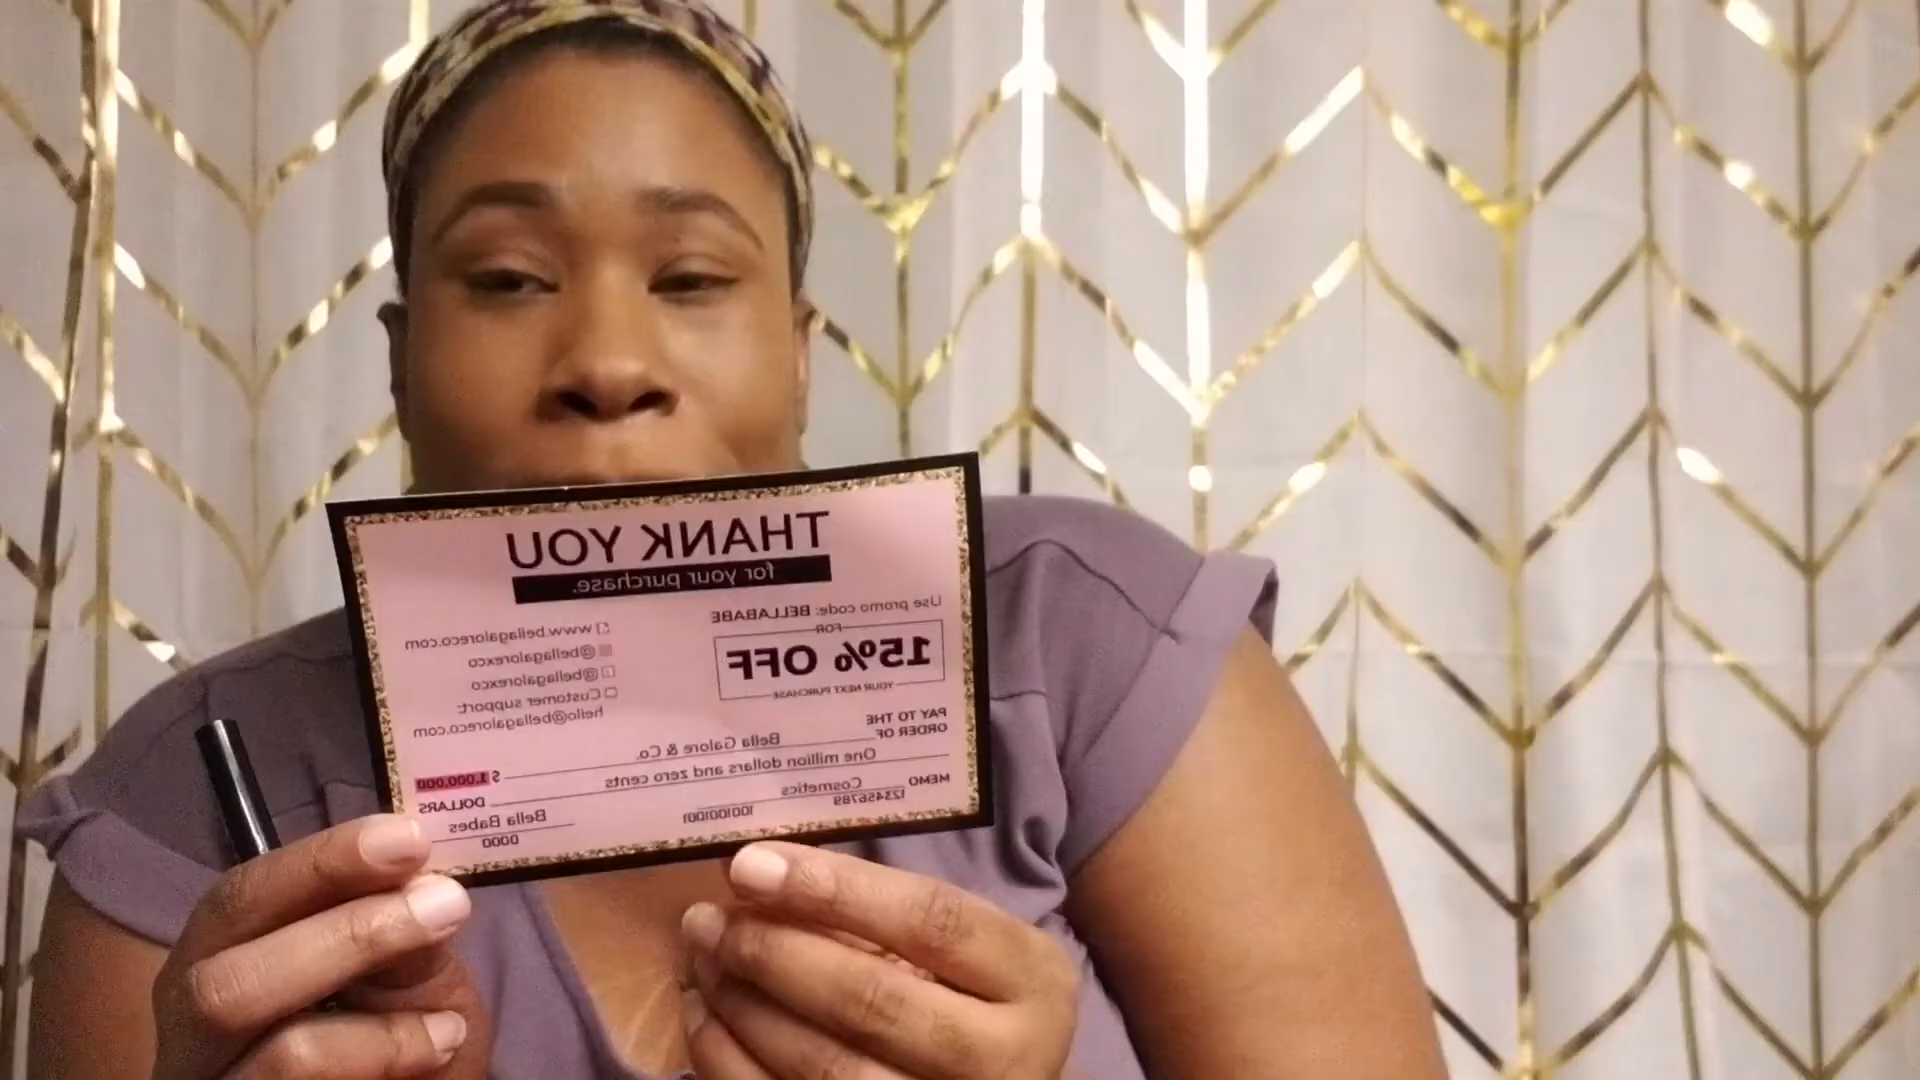 THANK YOU
for your purchase.
Use promo code: BELLABABE
FOR
15% OFF
YOUR NEXT PURCHASE
www.bellagaloreco.com
@bellagalorexco
@bellagalorexco
Customer support:
hello@bellagaloreco.com
PAY TO THE
ORDER OF Bella Galore & Co. $ 1,000,000
One million dollars and zero cents DOLLARS
MEMO Cosmetics Bella Babes
123456789 1001001001 0000